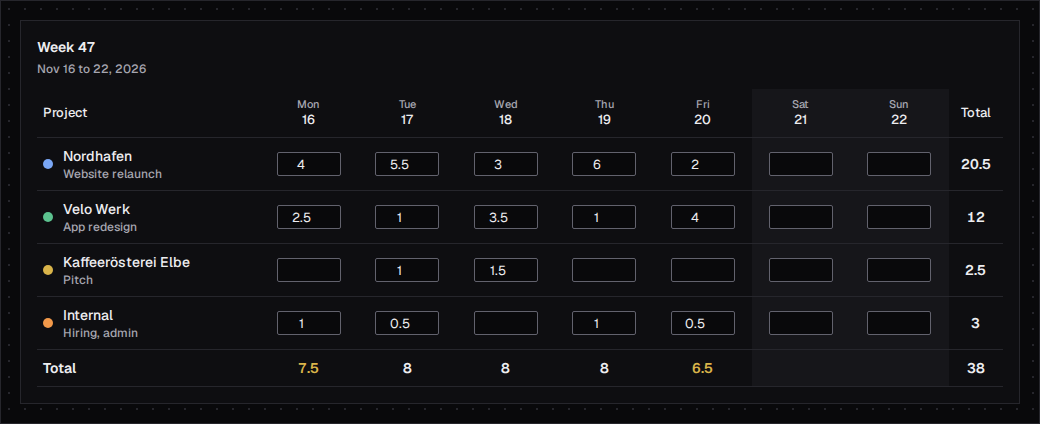 Week 47
Nov 16 to 22, 2026
Project Mon 16 Tue 17 Wed 18 Thu 19 Fri 20 Sat 21 Sun 22 Total
Nordhafen 4 5.5 3 6 2 20.5
Website relaunch
Velo Werk 2.5 1 3.5 1 4 12
App redesign
Kaffeerösterei Elbe 1 1.5 2.5
Pitch
Internal 1 0.5 1 0.5 3
Hiring, admin
Total 7.5 8 8 8 6.5 38